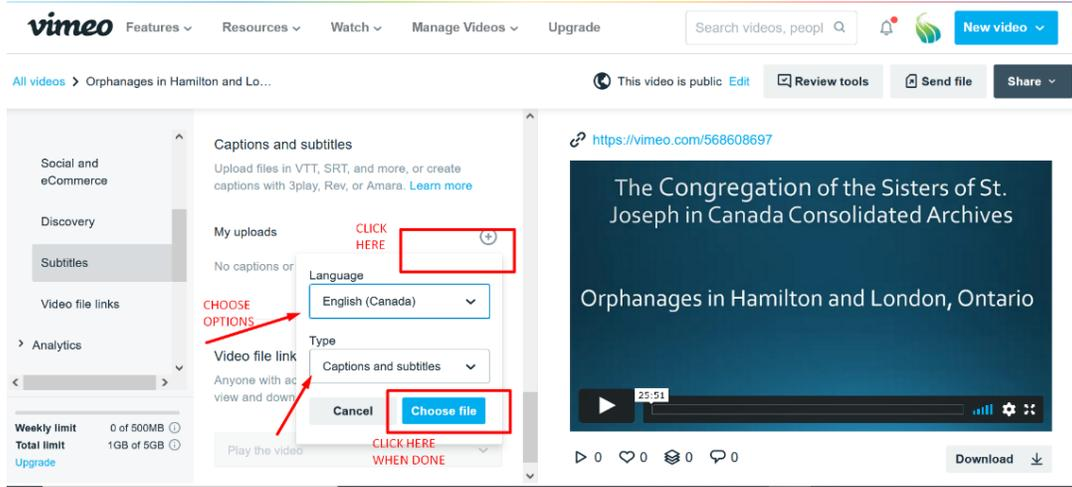 vimeo Features Resources Watch Manage Videos Upgrade Search videos, peopl New video
All videos > Orphanages in Hamilton and Lo… This video is public Edit Review tools Send file Share
Social and
eCommerce
Discovery
Subtitles
Video file links
> Analytics
Weekly limit 0 of 500MB
Total limit 1GB of 5GB
Upgrade
Captions and subtitles
Upload files in VTT, SRT, and more, or create
captions with 3play, Rev, or Amara. Learn more
My uploads
CLICK
HERE
No captions or
Language
English (Canada)
CHOOSE
OPTIONS
Type
Captions and subtitles
Video file link
Anyone with ac
view and down
Cancel Choose file
CLICK HERE
WHEN DONE
Play the video
https://vimeo.com/568608697
The Congregation of the Sisters of St.
Joseph in Canada Consolidated Archives
Orphanages in Hamilton and London, Ontario
25:51
0 0 0 0
Download